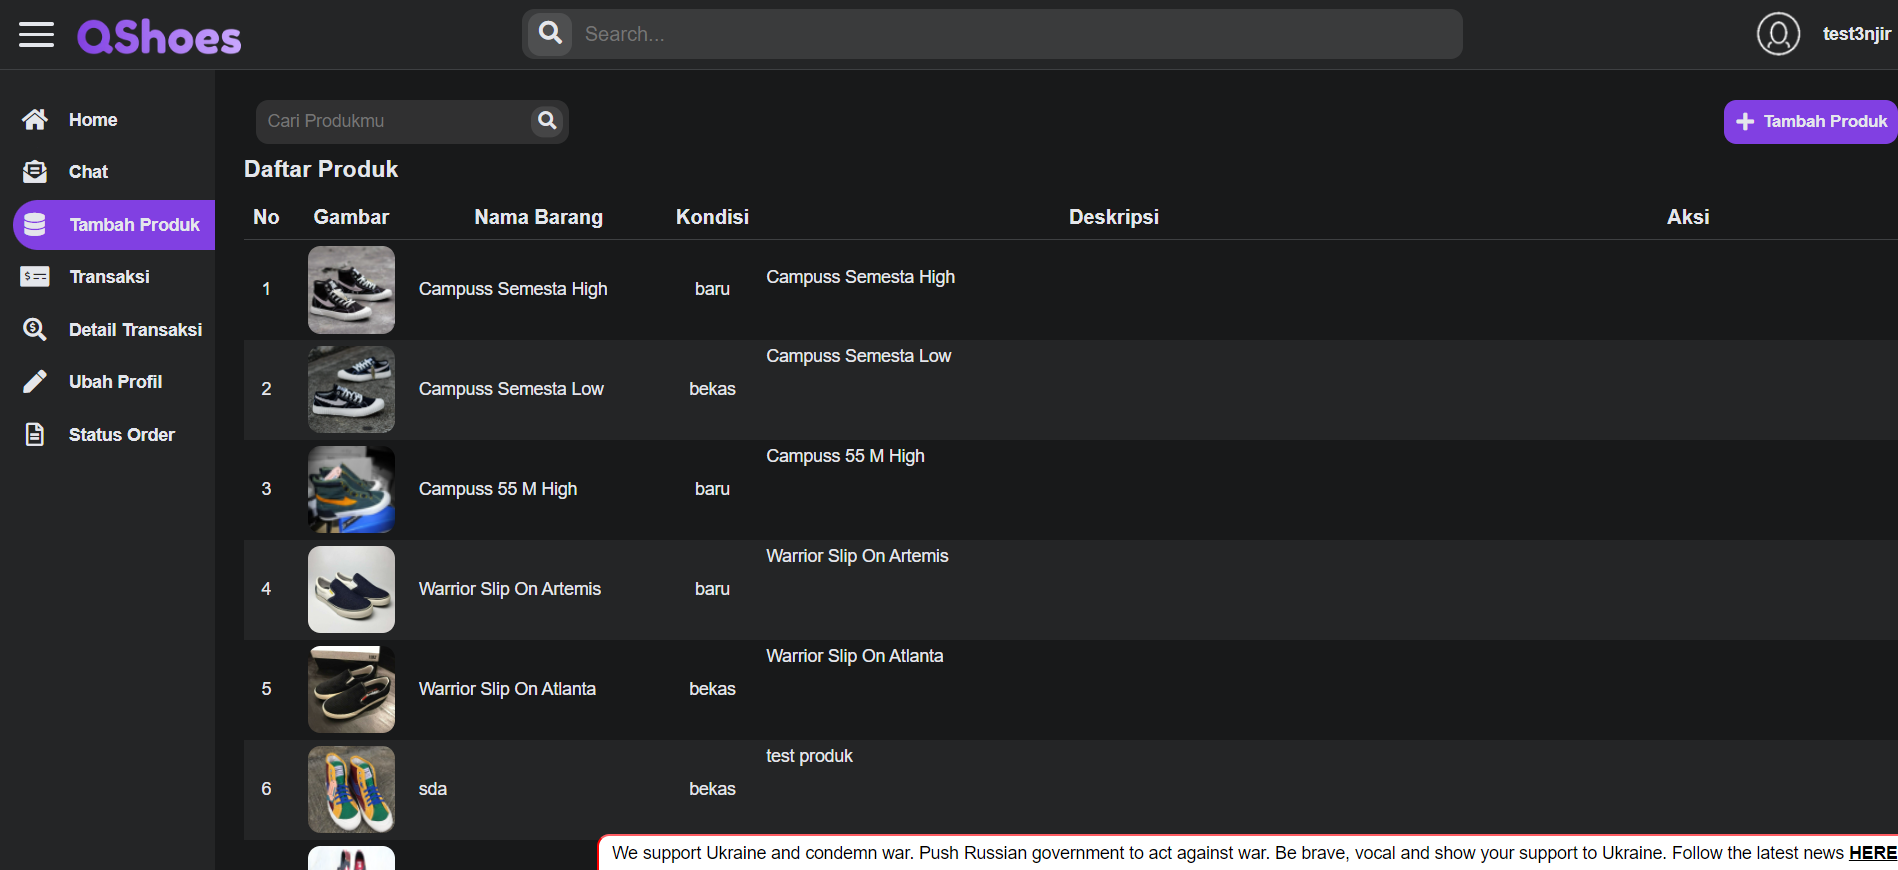 QShoes
Search...
test3njir
Home
Chat
Tambah Produk
Transaksi
Detail Transaksi
Ubah Profil
Status Order
Cari Produkmu
Tambah Produk
Daftar Produk
No Gambar Nama Barang Kondisi Deskripsi Aksi
1 Campuss Semesta High baru Campuss Semesta High
2 Campuss Semesta Low bekas Campuss Semesta Low
3 Campuss 55 M High baru Campuss 55 M High
4 Warrior Slip On Artemis baru Warrior Slip On Artemis
5 Warrior Slip On Atlanta bekas Warrior Slip On Atlanta
6 sda bekas test produk
We support Ukraine and condemn war. Push Russian government to act against war. Be brave, vocal and show your support to Ukraine. Follow the latest news HERE